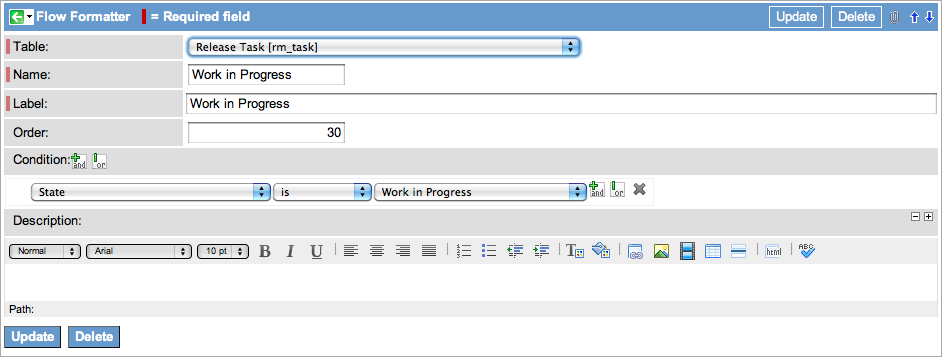 Flow Formatter = Required field Update Delete
Table: Release Task [rm_task]
Name: Work in Progress
Label: Work in Progress
Order: 30
Condition: and or
State is Work in Progress and or
Description:
Normal Arial 10 pt B I U T html ABC
Path:
Update Delete